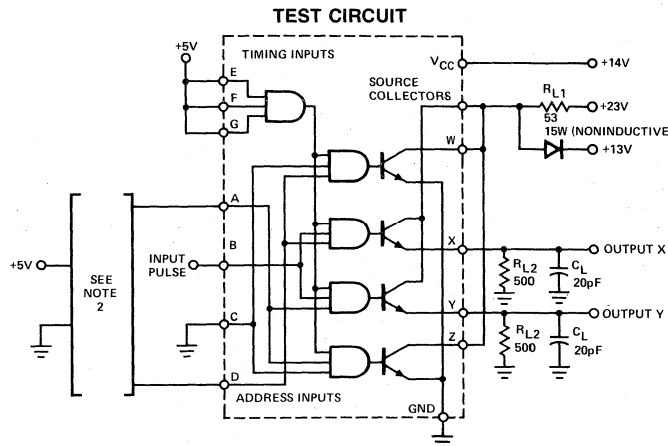 TEST CIRCUIT
+5V
TIMING INPUTS
E
F
G
SOURCE
COLLECTORS
VCC
+14V
RL1
+23V
53
15W (NONINDUCTIVE
+13V
W
A
B
INPUT
PULSE
+5V
SEE
NOTE
2
X
OUTPUT X
RL2
500
CL
20pF
C
Y
OUTPUT Y
RL2
500
CL
20pF
Z
D
ADDRESS INPUTS
GND